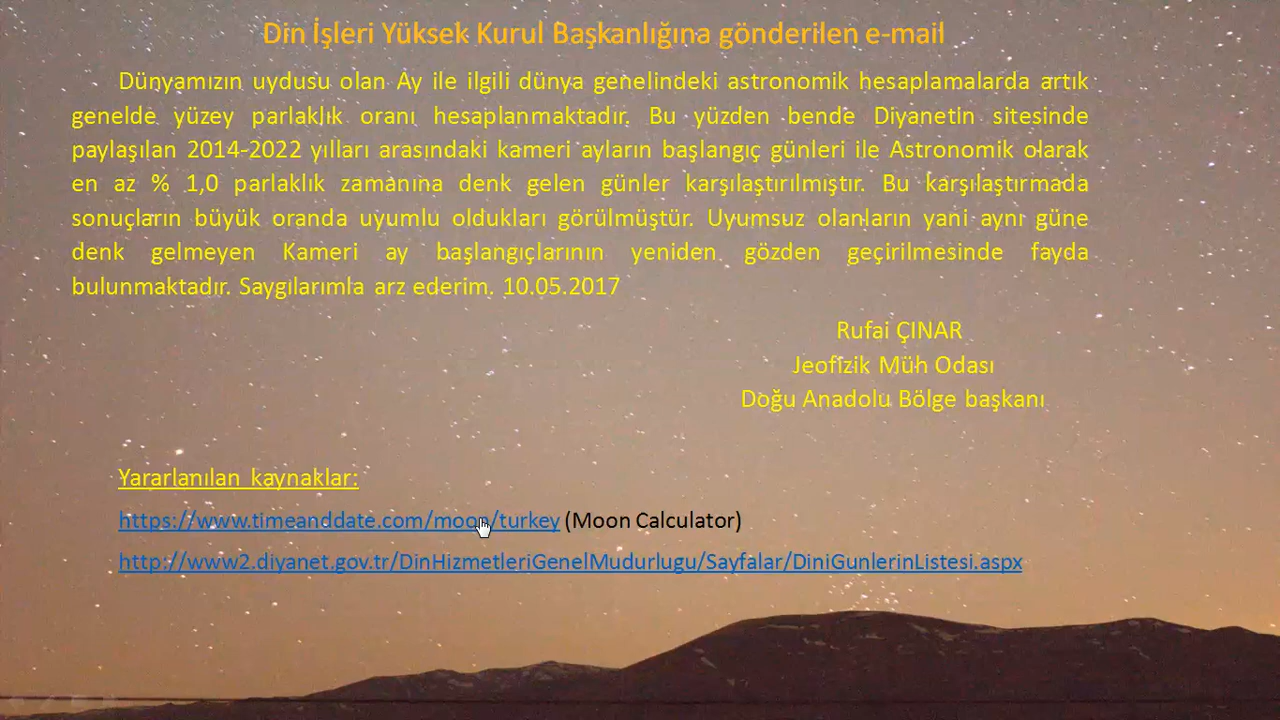 Din İşleri Yüksek Kurul Başkanlığına gönderilen e-mail
Dünyamızın uydusu olan Ay ile ilgili dünya genelindeki astronomik hesaplamalarda artık
genelde yüzey parlaklık oranı hesaplanmaktadır. Bu yüzden bende Diyanetin sitesinde
paylaşılan 2014-2022 yılları arasındaki kameri ayların başlangıç günleri ile Astronomik olarak
en az % 1,0 parlaklık zamanına denk gelen günler karşılaştırılmıştır. Bu karşılaştırmada
sonuçların büyük oranda uyumlu oldukları görülmüştür. Uyumsuz olanların yani aynı güne
denk gelmeyen Kameri ay başlangıçlarının yeniden gözden geçirilmesinde fayda
bulunmaktadır. Saygılarımla arz ederim. 10.05.2017
Rufai ÇINAR
Jeofizik Müh Odası
Doğu Anadolu Bölge başkanı
Yararlanılan kaynaklar:
https://www.timeanddate.com/moon/turkey (Moon Calculator)
http://www2.diyanet.gov.tr/DinHizmetleriGenelMudurlugu/Sayfalar/DiniGunlerinListesi.aspx